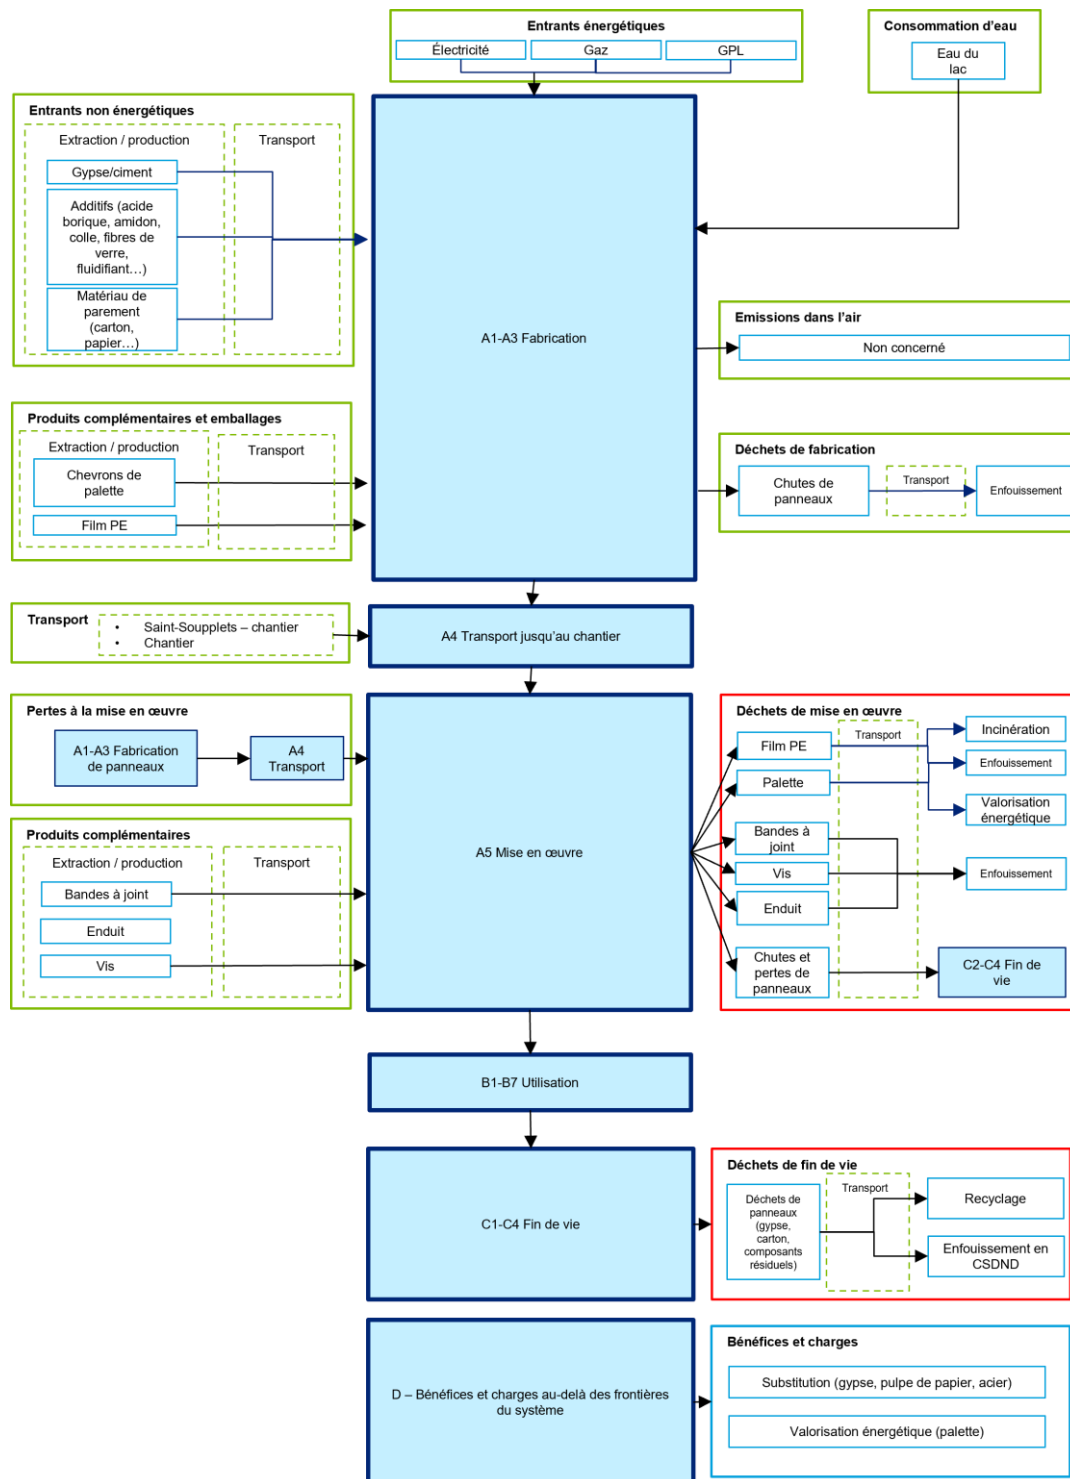 Entrants énergétiques
Électricité
Gaz
GPL
Consommation d'eau
Eau du
lac
Entrants non énergétiques
Extraction / production
Transport
Gypse/ciment
Additifs (acide
borique, amidon,
colle, fibres de
verre,
fluidifiant…)
Matériau de
parement
(carton,
papier…)
A1-A3 Fabrication
Emissions dans l'air
Non concerné
Produits complémentaires et emballages
Extraction / production
Transport
Chevrons de
palette
Film PE
Déchets de fabrication
Chutes de
panneaux
Transport
Enfouissement
Transport
• Saint-Soupplets – chantier
• Chantier
A4 Transport jusqu'au chantier
Pertes à la mise en œuvre
A1-A3 Fabrication
de panneaux
A4
Transport
Produits complémentaires
Extraction / production
Transport
Bandes à joint
Enduit
Vis
A5 Mise en œuvre
Déchets de mise en œuvre
Transport
Film PE
Palette
Incinération
Enfouissement
Valorisation
énergétique
Bandes à
joint
Vis
Enduit
Enfouissement
Chutes et
pertes de
panneaux
C2-C4 Fin de
vie
B1-B7 Utilisation
C1-C4 Fin de vie
Déchets de fin de vie
Déchets de
panneaux
(gypse,
carton,
composants
résiduels)
Transport
Recyclage
Enfouissement en
CSDND
D – Bénéfices et charges au-delà des frontières
du système
Bénéfices et charges
Substitution (gypse, pulpe de papier, acier)
Valorisation énergétique (palette)